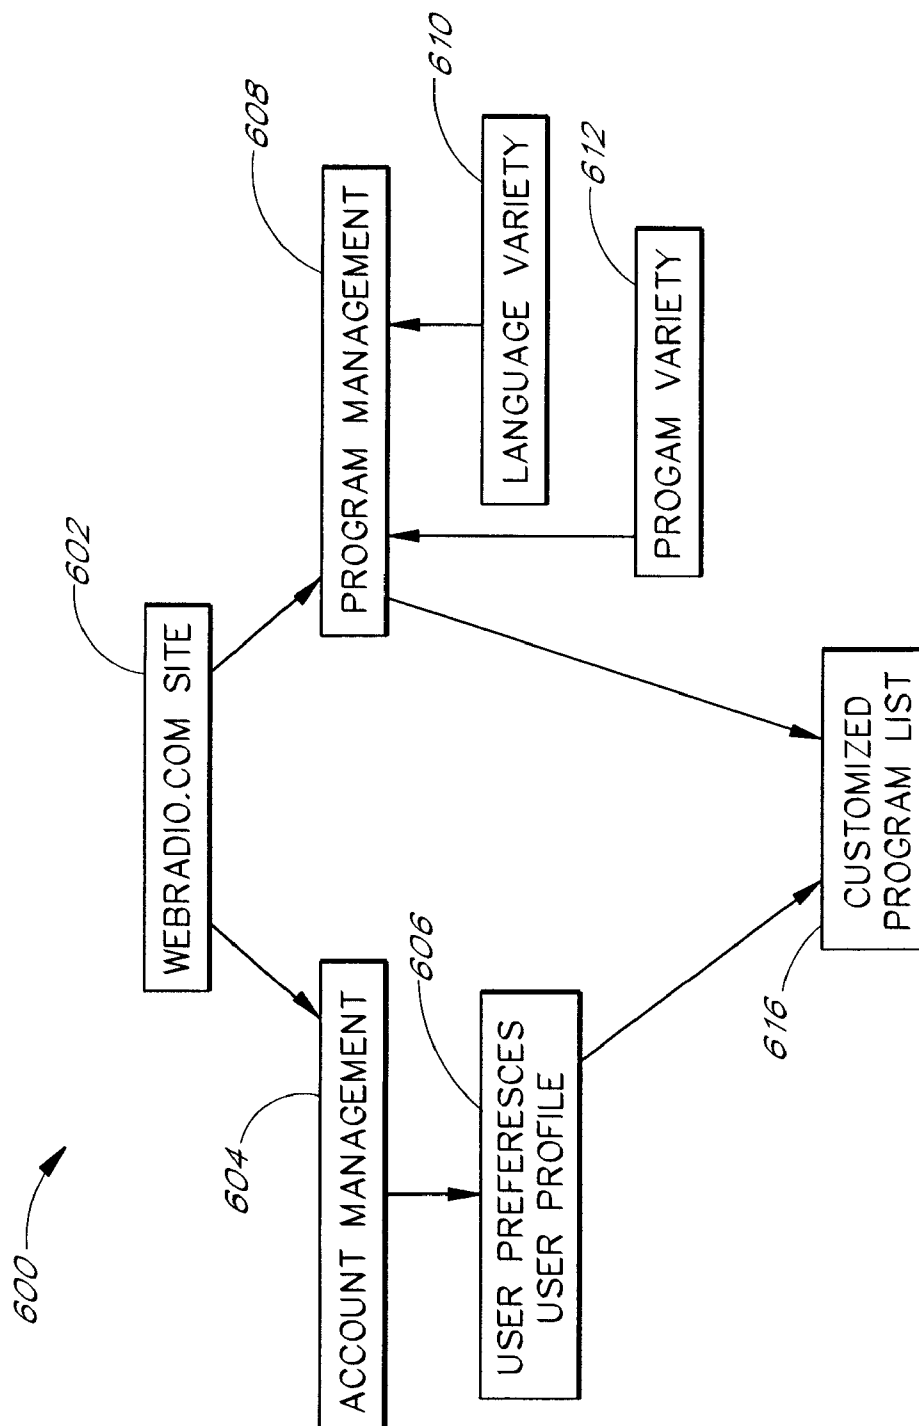 600
WEBRADIO.COM SITE
602
604
ACCOUNT MANAGEMENT
PROGRAM MANAGEMENT
608
606
USER PREFERESCES
USER PROFILE
LANGUAGE VARIETY
610
PROGAM VARIETY
612
616
CUSTOMIZED
PROGRAM LIST